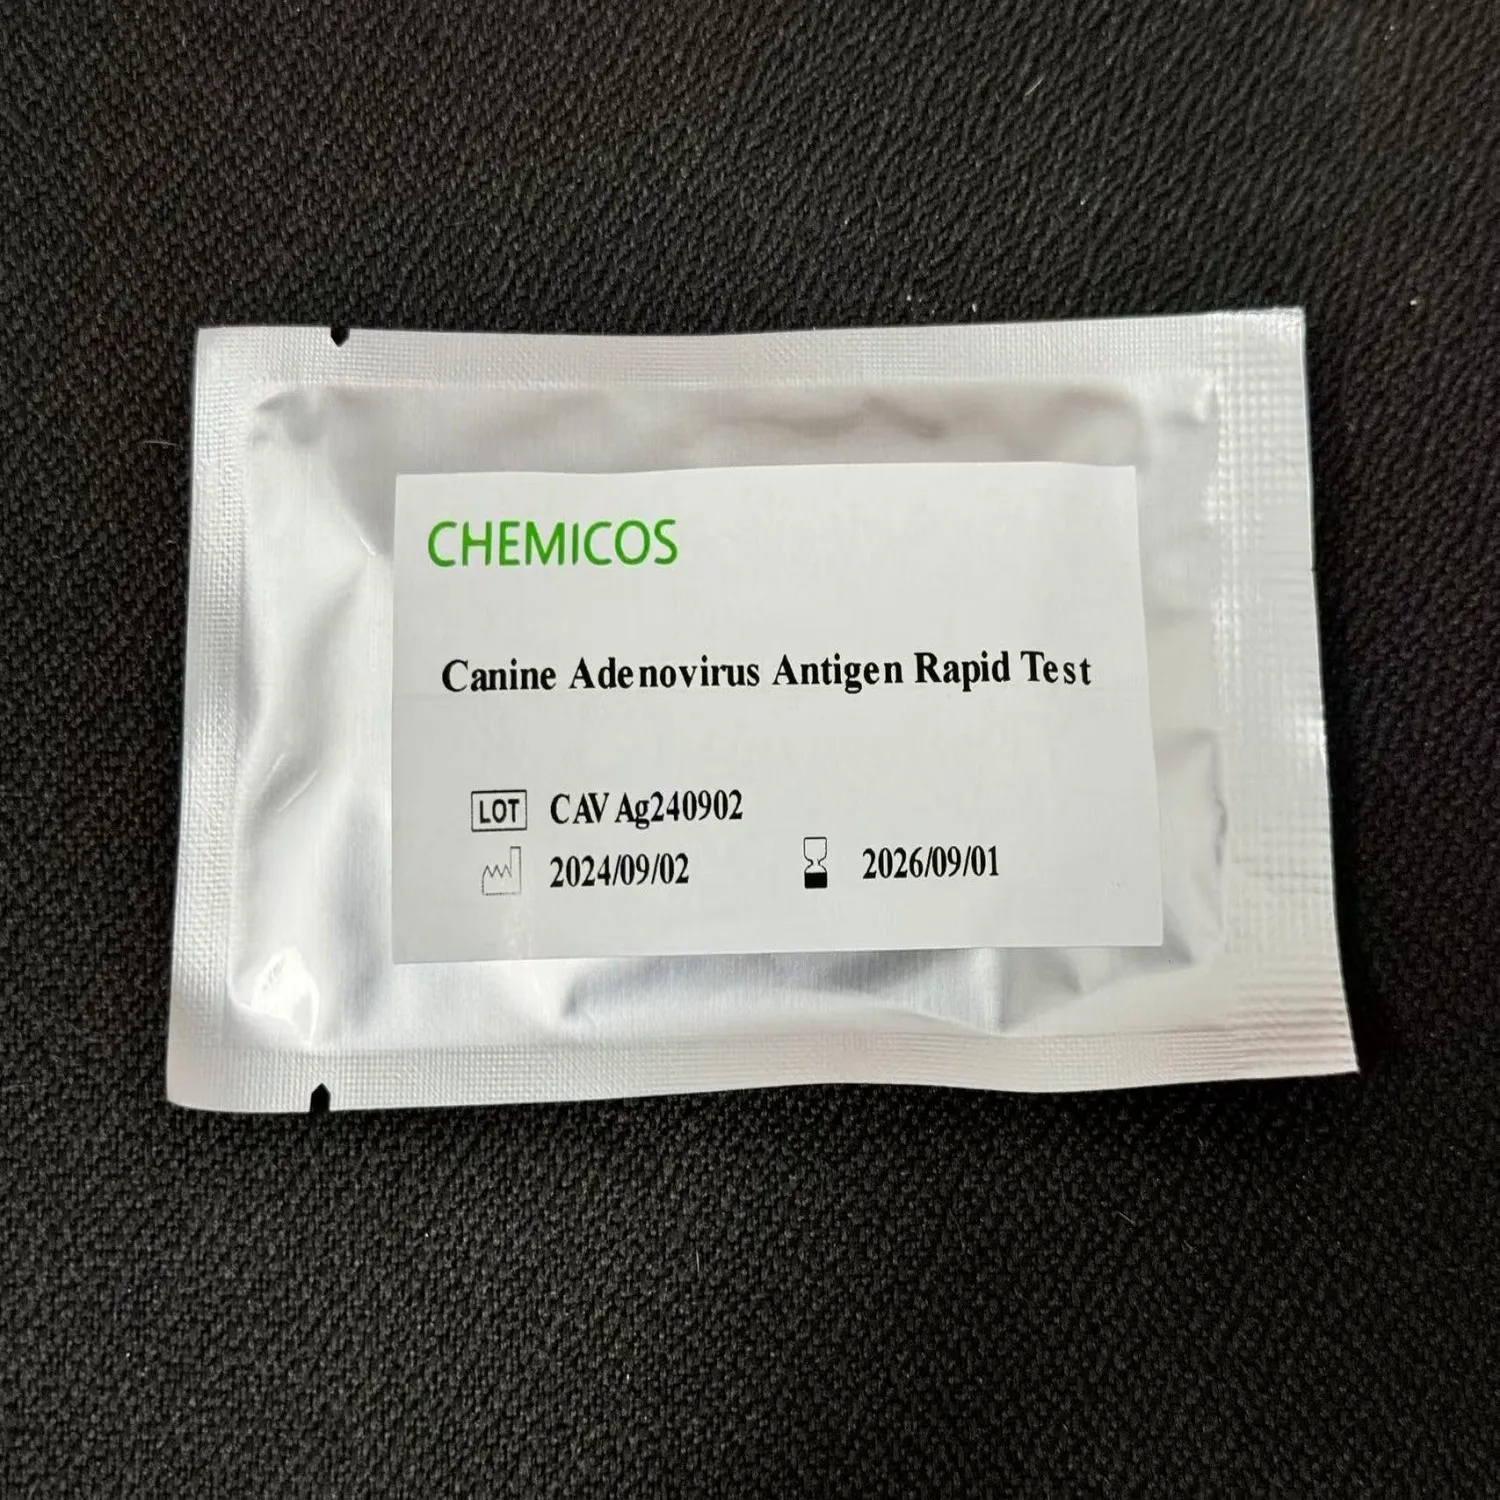 CHEMICOS
Canine Adenovirus Antigen Rapid Test
LOT CAV Ag240902
2024/09/02 2026/09/01